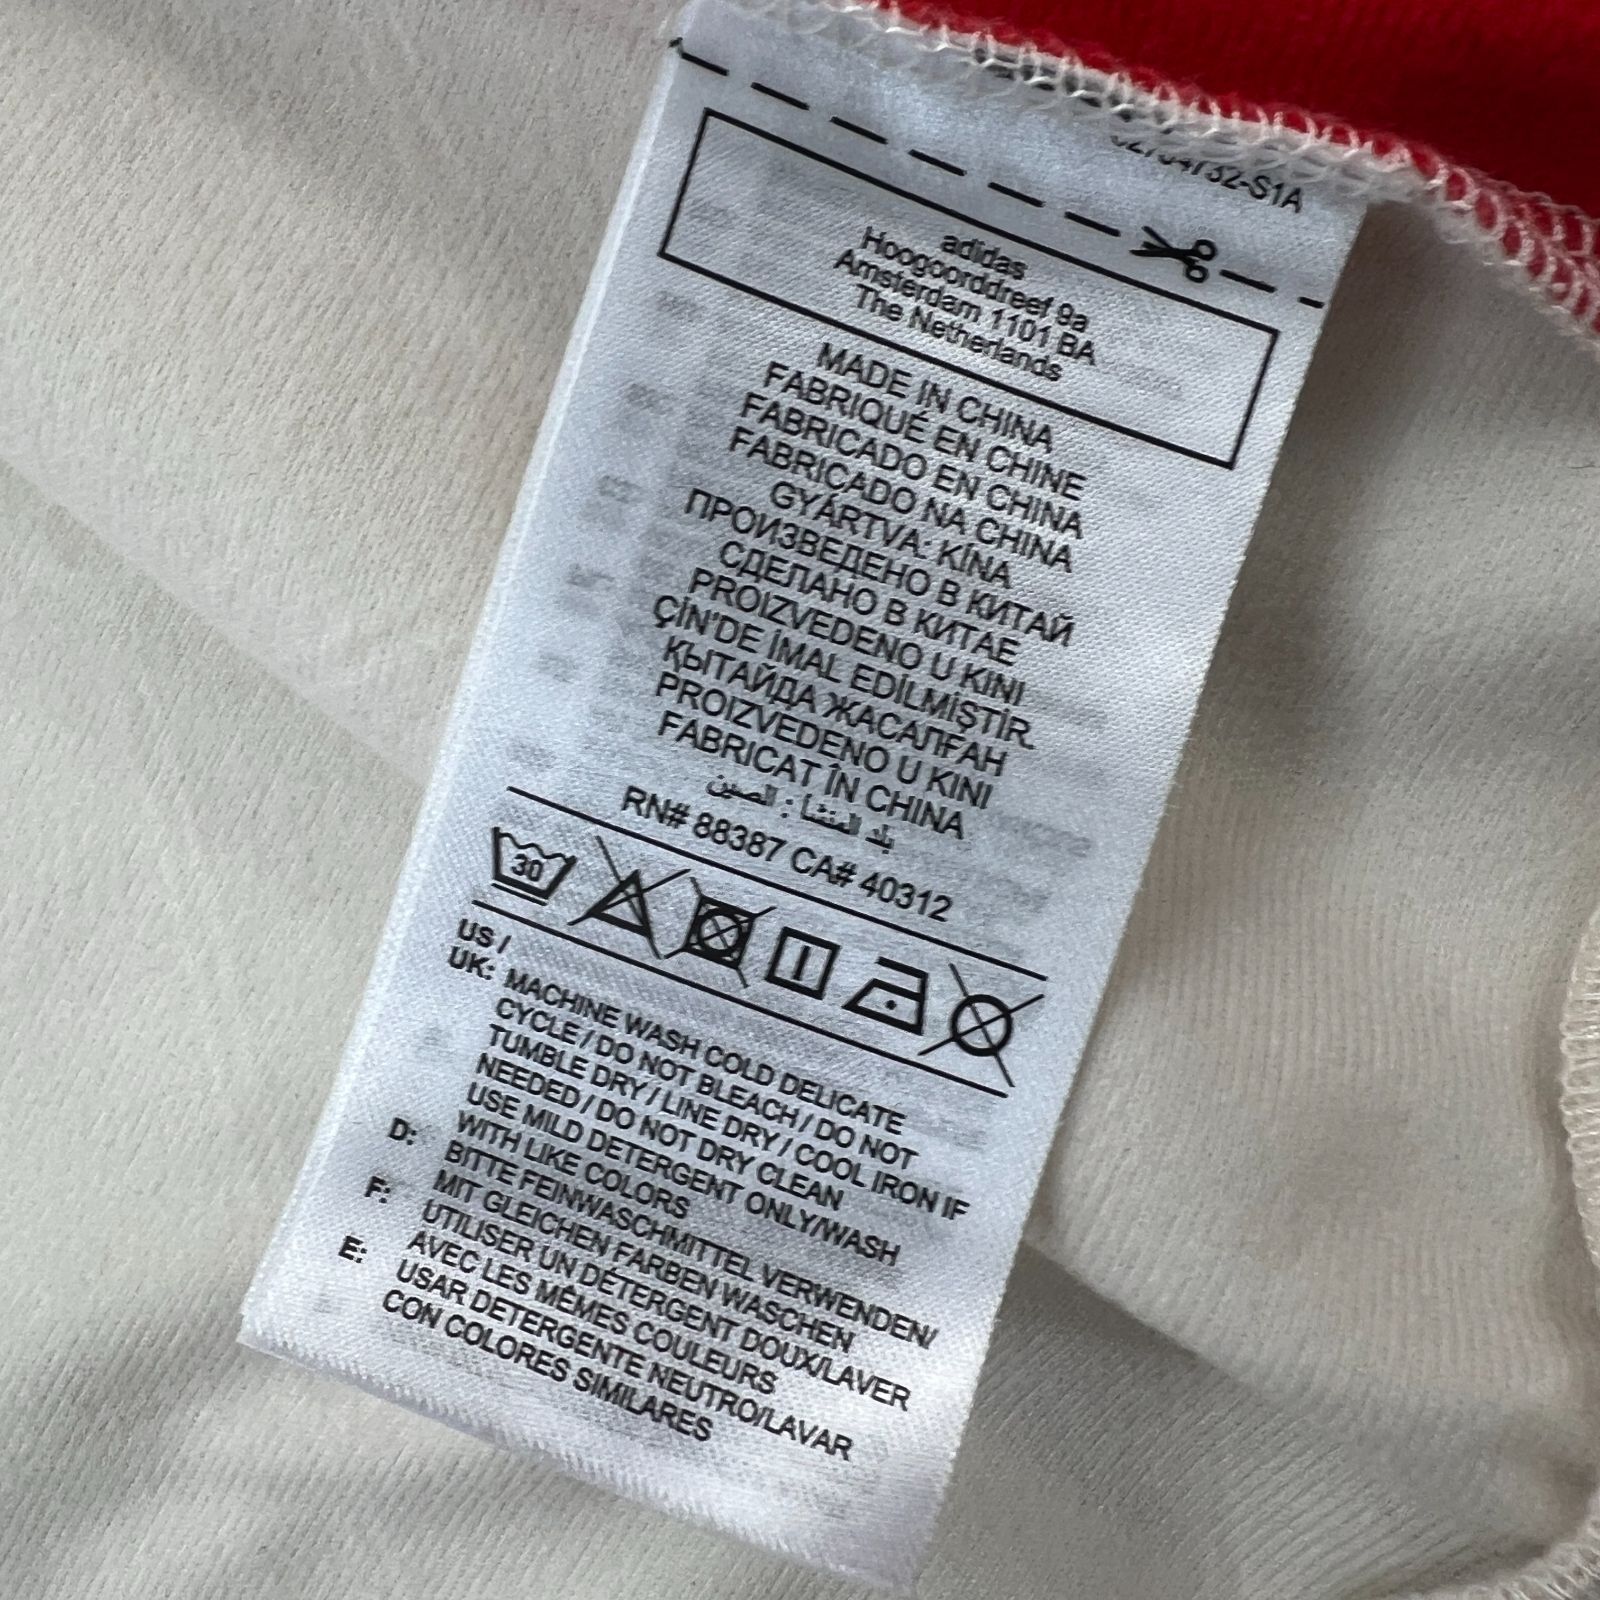 adidas
Hoogoorddreef 9a
Amsterdam 1101 BA
The Netherlands
MADE IN CHINA
FABRIQUÉ EN CHINE
FABRICADO EN CHINA
FABRICADO NA CHINA
GYÁRTVA: KÍNA
ПРОИЗВЕДЕНО В КИТАЙ
СДЕЛАНО В КИТАЕ
PROIZVEDENO U KINI
ÇİN'DE İMAL EDİLMİŞTİR.
ҚЫТАЙДА ЖАСАЛҒАН
PROIZVEDENO U KINI
FABRICAT ÎN CHINA
بلد المنشأ : الصين
RN# 88387 CA# 40312
30
US /
UK: MACHINE WASH COLD DELICATE
CYCLE / DO NOT BLEACH / DO NOT
TUMBLE DRY / LINE DRY / COOL IRON IF
NEEDED / DO NOT DRY CLEAN
USE MILD DETERGENT ONLY/WASH
WITH LIKE COLORS
D: BITTE FEINWASCHMITTEL VERWENDEN/
MIT GLEICHEN FARBEN WASCHEN
F: UTILISER UN DÉTERGENT DOUX/LAVER
AVEC LES MÊMES COULEURS
E: USAR DETERGENTE NEUTRO/LAVAR
CON COLORES SIMILARES